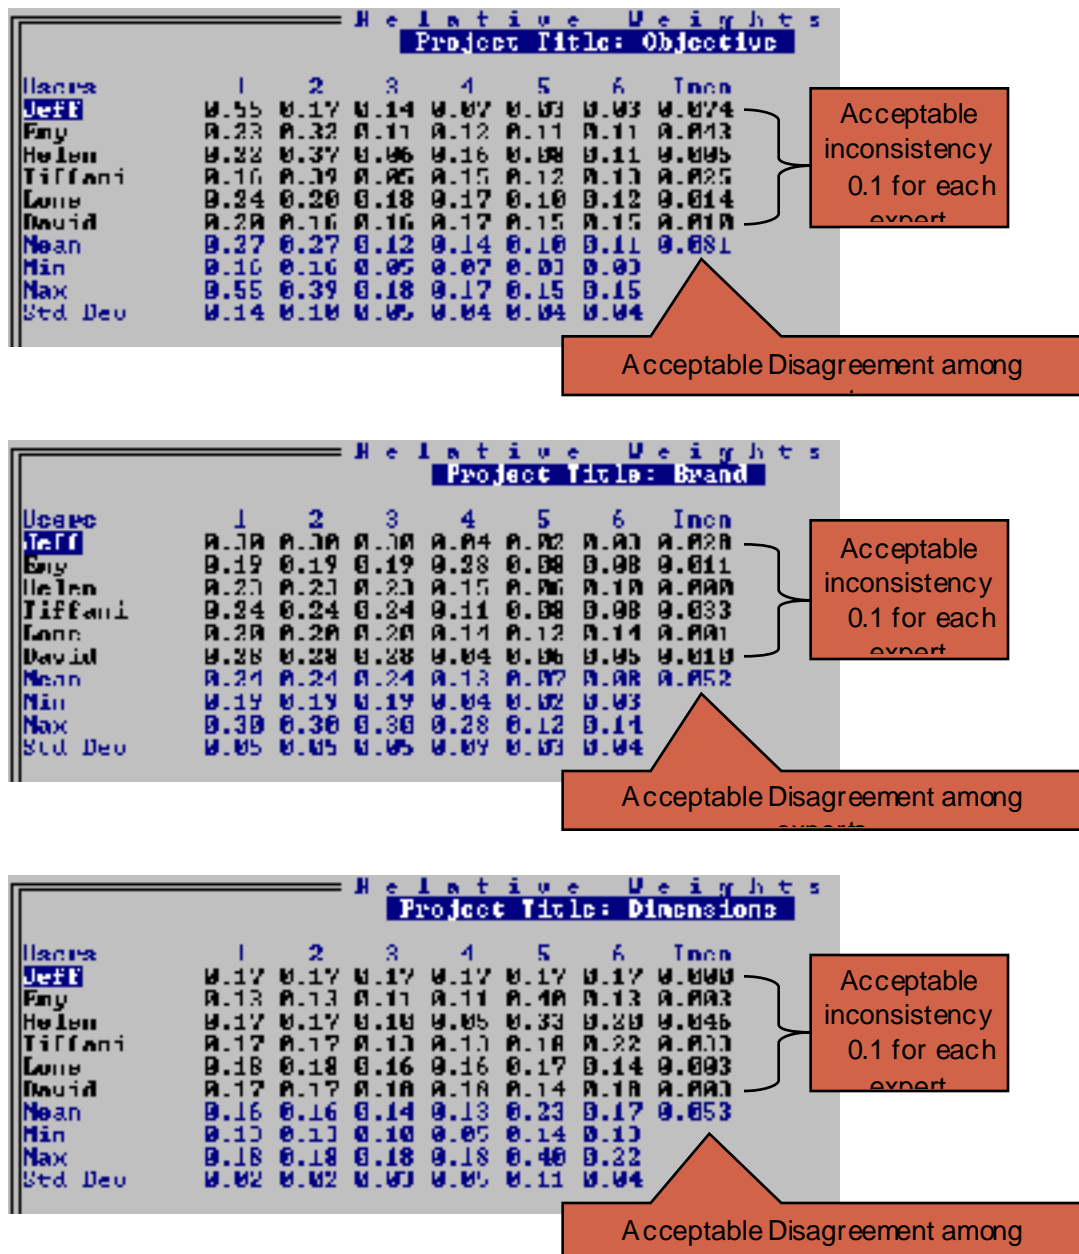 Relative Weights
Project Title: Objective
Users 1 2 3 4 5 6 Incn
Jeff 0.55 0.17 0.14 0.07 0.03 0.03 0.074
Emy 0.23 0.32 0.11 0.12 0.11 0.11 0.043
Helen 0.22 0.37 0.06 0.16 0.08 0.11 0.005
Tiffani 0.16 0.39 0.05 0.15 0.12 0.13 0.025
0.24 0.20 0.18 0.17 0.10 0.12 0.014
David 0.20 0.16 0.16 0.17 0.15 0.15 0.010
Mean 0.27 0.27 0.12 0.14 0.10 0.11 0.081
Min 0.16 0.16 0.05 0.07 0.03 0.03
Max 0.55 0.39 0.18 0.17 0.15 0.15
Std Dev 0.14 0.10 0.05 0.04 0.04 0.04
Acceptable
inconsistency
0.1 for each
expert
Acceptable Disagreement among
Relative Weights
Project Title: Brand
Users 1 2 3 4 5 6 Incn
Jeff 0.30 0.30 0.30 0.04 0.02 0.03 0.020
Emy 0.19 0.19 0.19 0.28 0.08 0.08 0.011
Helen 0.23 0.23 0.23 0.15 0.06 0.10 0.000
Tiffani 0.24 0.24 0.24 0.11 0.08 0.08 0.033
0.20 0.20 0.20 0.14 0.12 0.14 0.001
David 0.28 0.28 0.28 0.04 0.06 0.05 0.010
Mean 0.24 0.24 0.24 0.13 0.07 0.08 0.052
Min 0.19 0.19 0.19 0.04 0.02 0.03
Max 0.30 0.30 0.30 0.28 0.12 0.14
Std Dev 0.05 0.05 0.05 0.09 0.03 0.04
Acceptable
inconsistency
0.1 for each
expert
Acceptable Disagreement among
experts
Relative Weights
Project Title: Dimensions
Users 1 2 3 4 5 6 Incn
Jeff 0.17 0.17 0.17 0.17 0.17 0.17 0.000
Emy 0.13 0.13 0.11 0.11 0.40 0.13 0.003
Helen 0.17 0.17 0.10 0.05 0.33 0.20 0.046
Tiffani 0.17 0.17 0.13 0.13 0.18 0.22 0.033
0.18 0.18 0.16 0.16 0.17 0.14 0.003
David 0.17 0.17 0.18 0.18 0.14 0.18 0.003
Mean 0.16 0.16 0.14 0.13 0.23 0.17 0.053
Min 0.13 0.13 0.10 0.05 0.14 0.13
Max 0.18 0.18 0.18 0.18 0.40 0.22
Std Dev 0.02 0.02 0.03 0.05 0.11 0.04
Acceptable
inconsistency
0.1 for each
expert
Acceptable Disagreement among